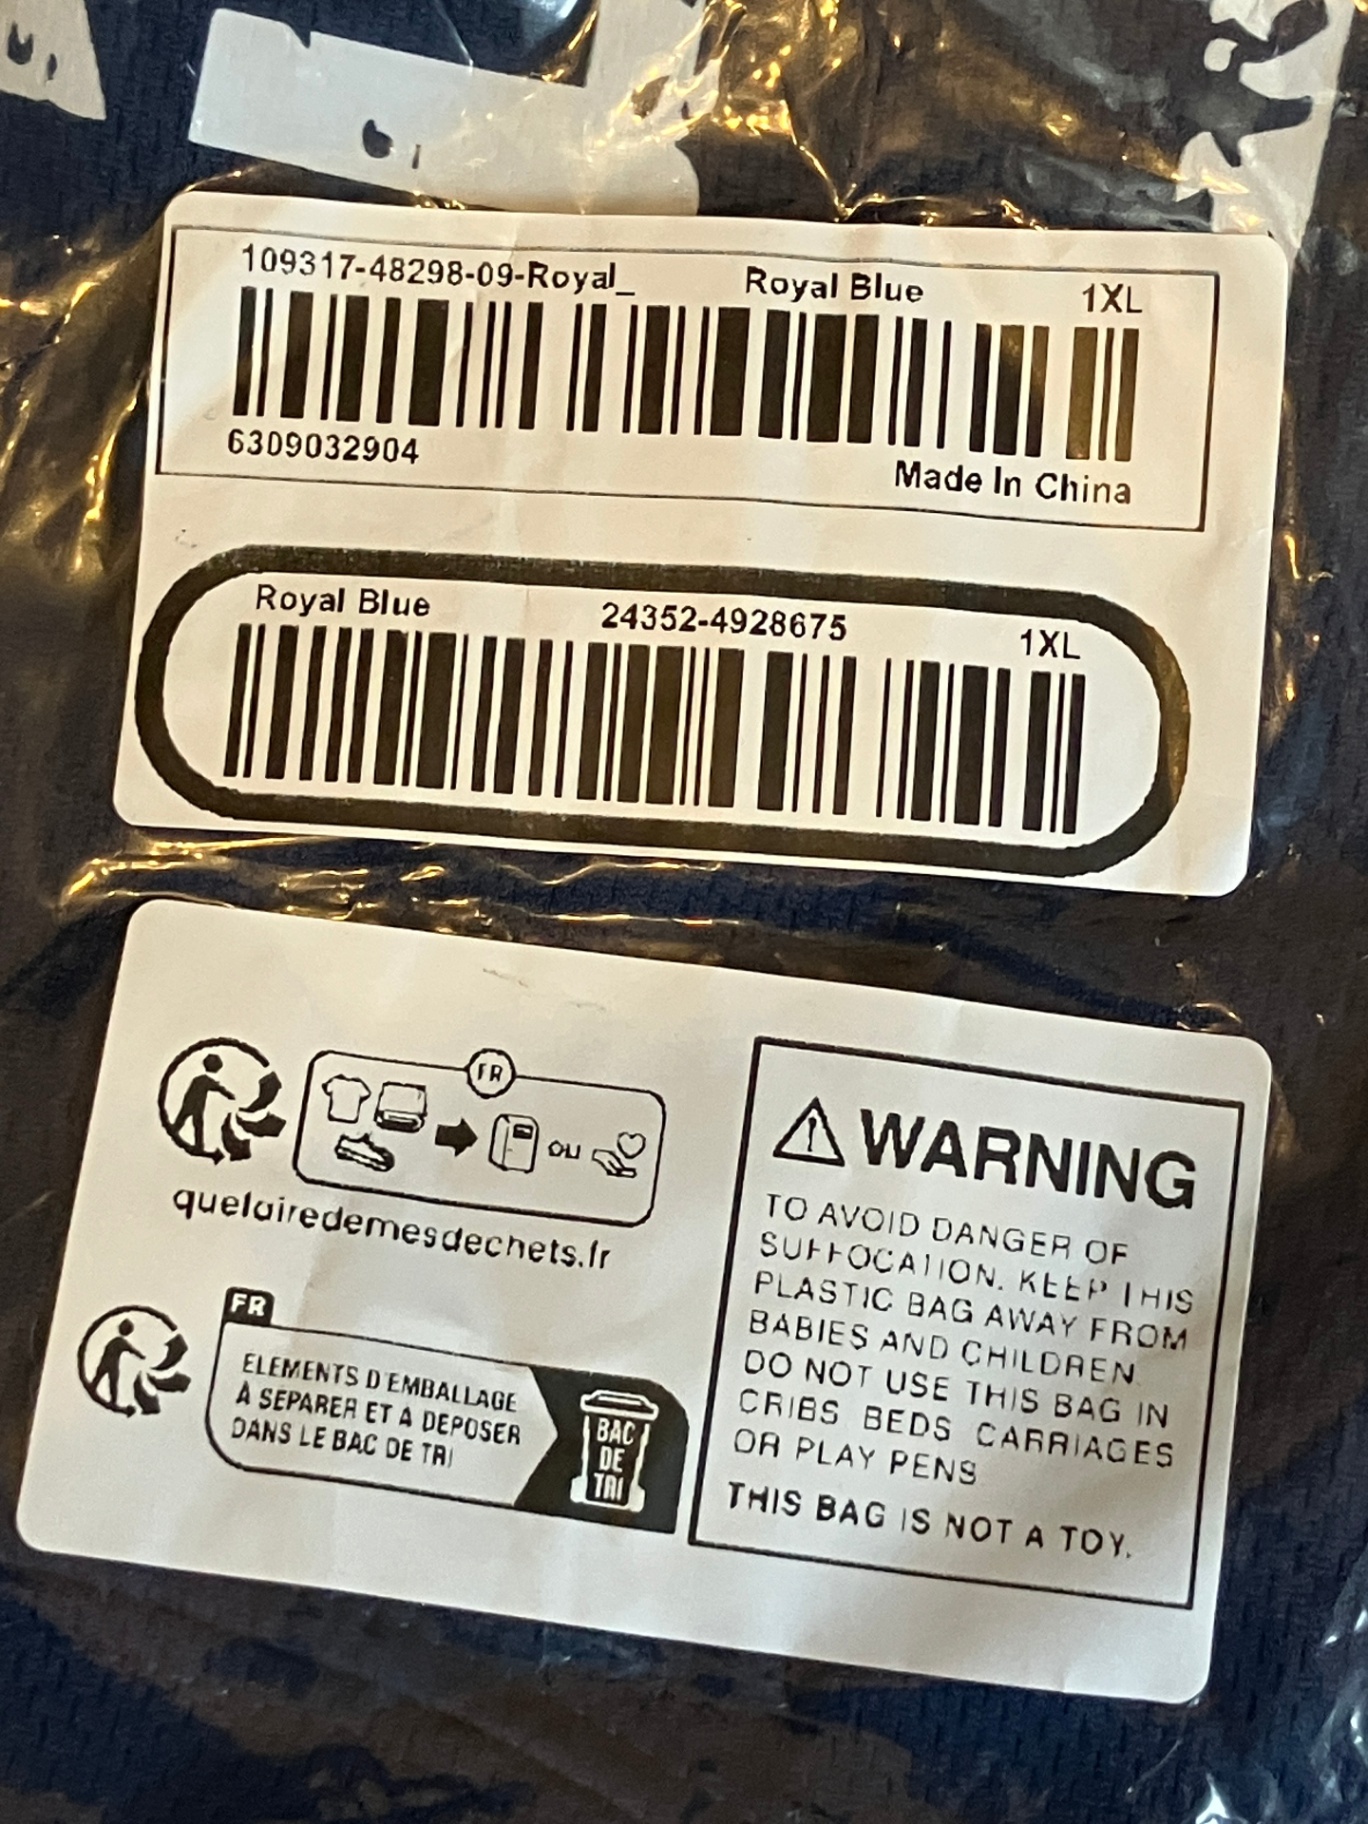 109317-48298-09-Royal_ Royal Blue 1XL
6309032904
Made In China
Royal Blue 24352-4928675 1XL
FR
OU
quefairedemesdechets.fr
FR
ELEMENTS D'EMBALLAGE
À SEPARER ET A DEPOSER
DANS LE BAC DE TRI
BAC
DE
TRI
WARNING
TO AVOID DANGER OF
SUFFOCATION. KEEP THIS
PLASTIC BAG AWAY FROM
BABIES AND CHILDREN.
DO NOT USE THIS BAG IN
CRIBS BEDS CARRIAGES
OR PLAY PENS
THIS BAG IS NOT A TOY.